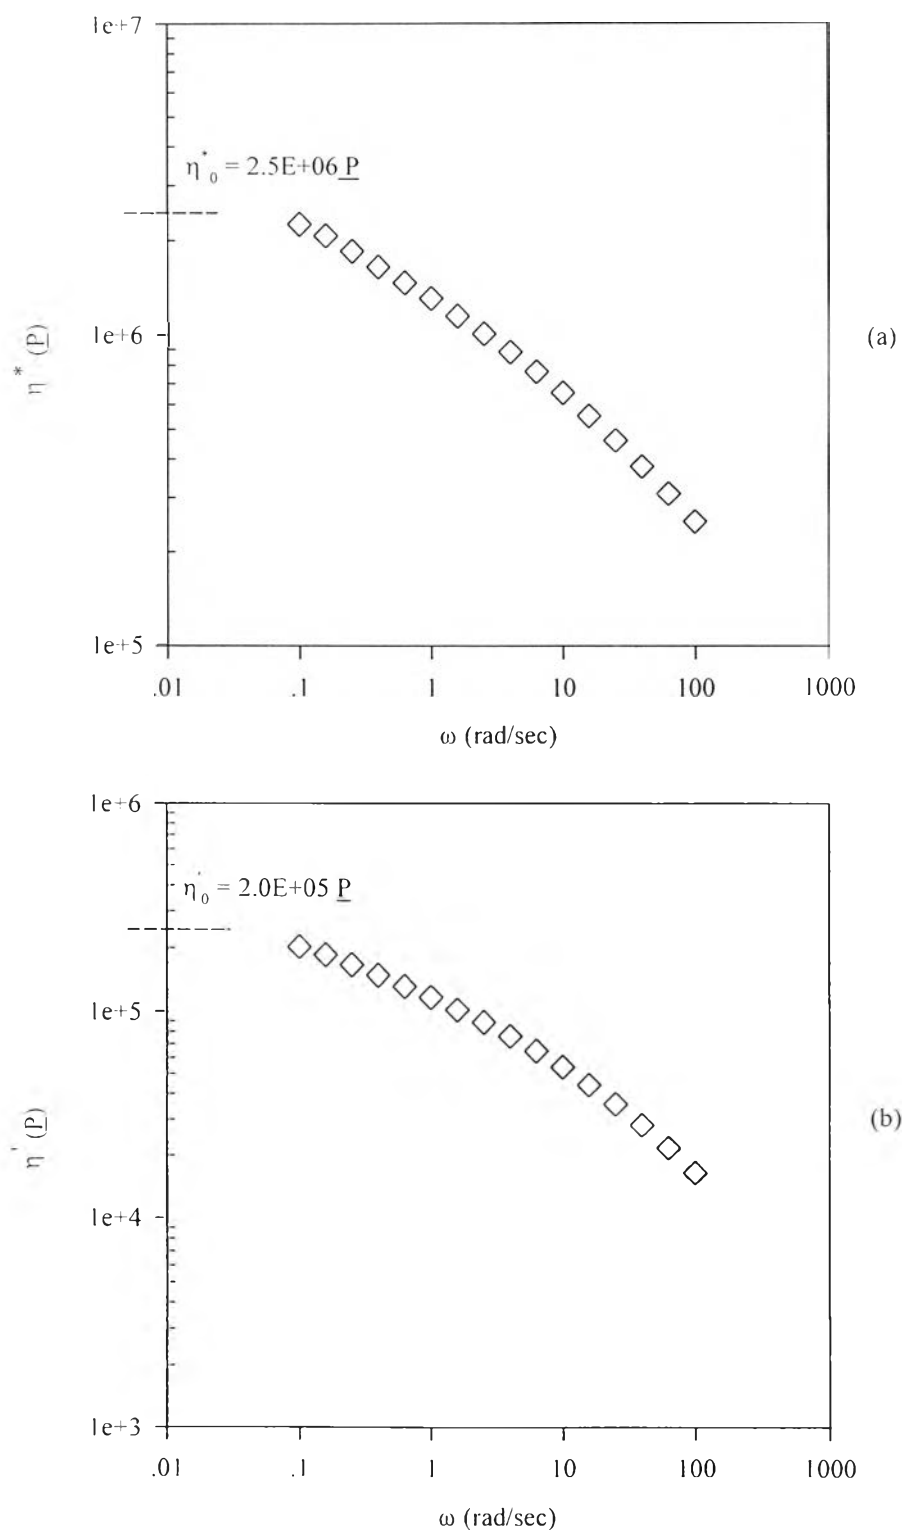 1e+7
η*0 = 2.5E+06 P
1e+6
η* (P)
(a)
1e+5
.01 .1 1 10 100 1000
ω (rad/sec)
1e+6
η'0 = 2.0E+05 P
1e+5
η' (P)
(b)
1e+4
1e+3
.01 .1 1 10 100 1000
ω (rad/sec)